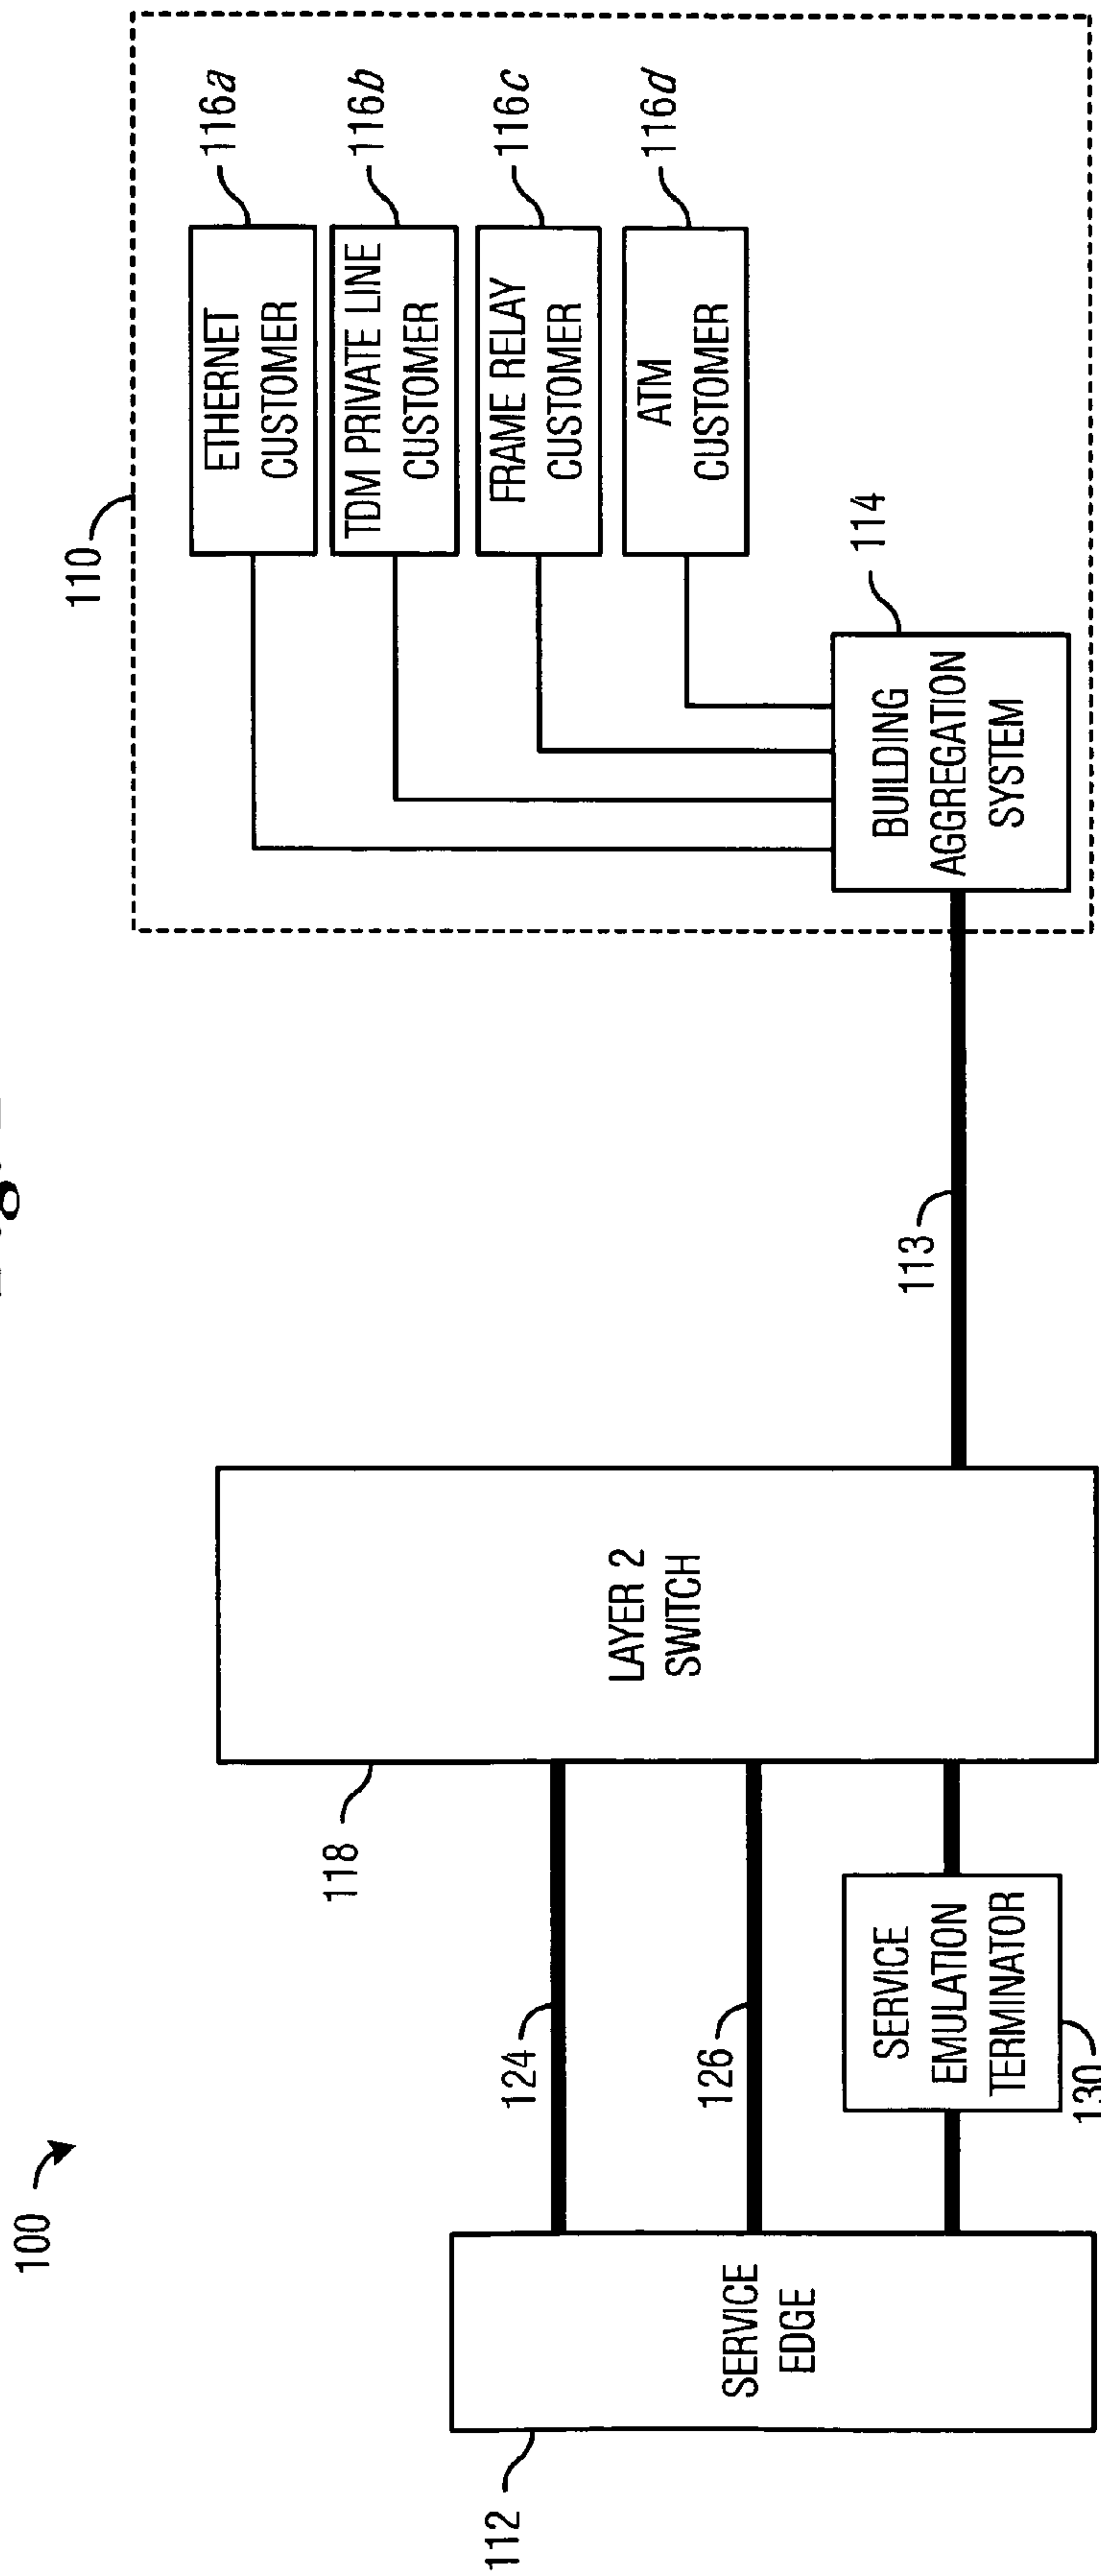 100
110
ETHERNET
CUSTOMER
116a
TDM PRIVATE LINE
CUSTOMER
116b
FRAME RELAY
CUSTOMER
116c
ATM
CUSTOMER
116d
BUILDING
AGGREGATION
SYSTEM
114
113
LAYER 2
SWITCH
118
124
126
SERVICE
EMULATION
TERMINATOR
130
SERVICE
EDGE
112